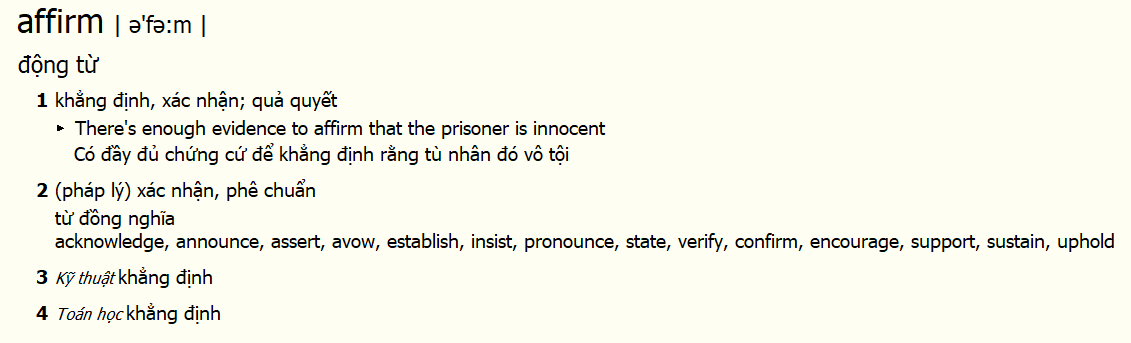 affirm | ə'fə:m |
động từ
1 khẳng định, xác nhận; quả quyết
There's enough evidence to affirm that the prisoner is innocent
Có đầy đủ chứng cứ để khẳng định rằng tù nhân đó vô tội
2 (pháp lý) xác nhận, phê chuẩn
từ đồng nghĩa
acknowledge, announce, assert, avow, establish, insist, pronounce, state, verify, confirm, encourage, support, sustain, uphold
3 Kỹ thuật khẳng định
4 Toán học khẳng định